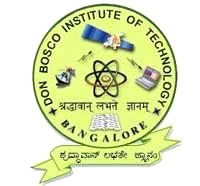 DON BOSCO INSTITUTE OF TECHNOLOGY
श्रद्धावान् लभते ज्ञानम्
BANGALORE
ಶ್ರದ್ಧಾವಾನ್ ಲಭತೇ ಜ್ಞಾನಂ